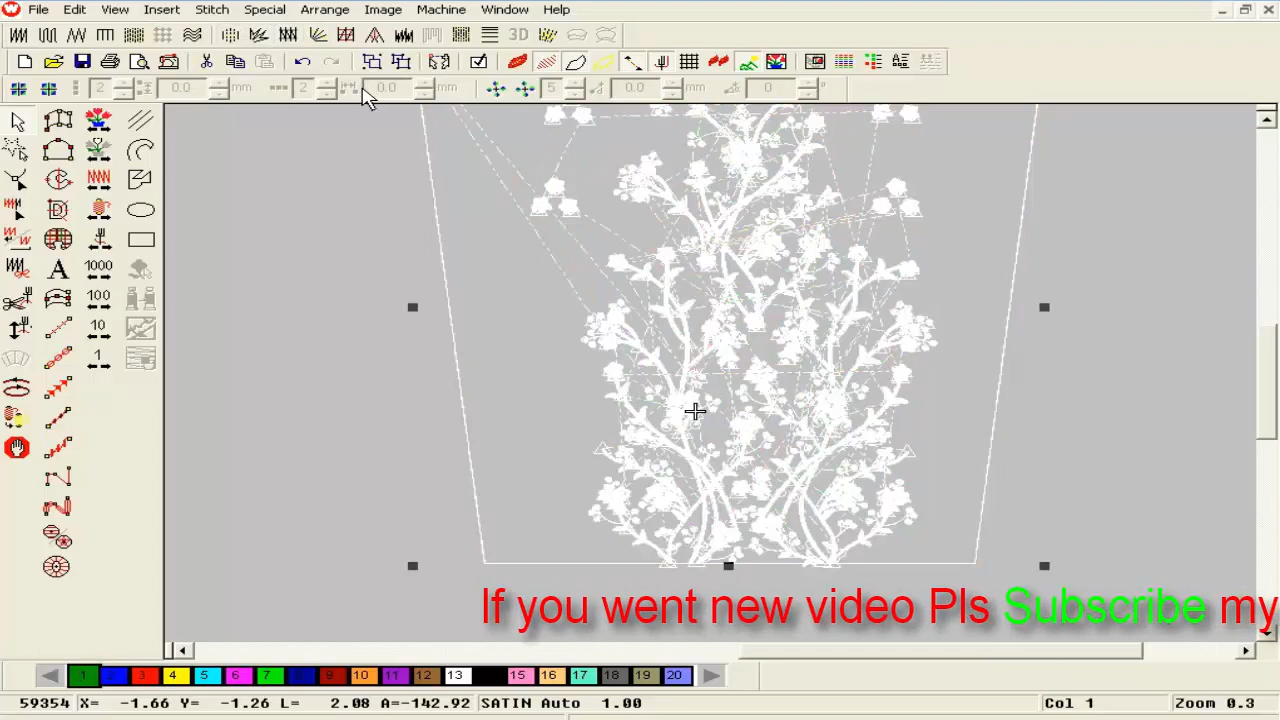 File Edit View Insert Stitch Special Arrange Image Machine Window Help
3D
2 0.0 mm 2 0.0 mm 5 0.0 mm 0 °
A 1000
100
10
1
If you went new video Pls Subscribe my
1 2 3 4 5 6 7 8 9 10 11 12 13 15 16 17 18 19 20
59354 X= -1.66 Y= -1.26 L= 2.08 A=-142.92 SATIN Auto 1.00 Col 1 Zoom 0.3